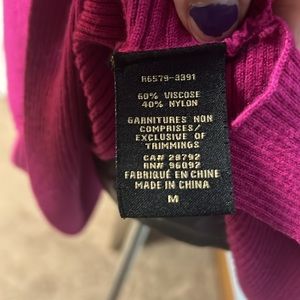 R6579-3391
60% VISCOSE
40% NYLON
GARNITURES NON
COMPRISES/
EXCLUSIVE OF
TRIMMINGS
CA# 28792
RN# 96092
FABRIQUÉ EN CHINE
MADE IN CHINA
M